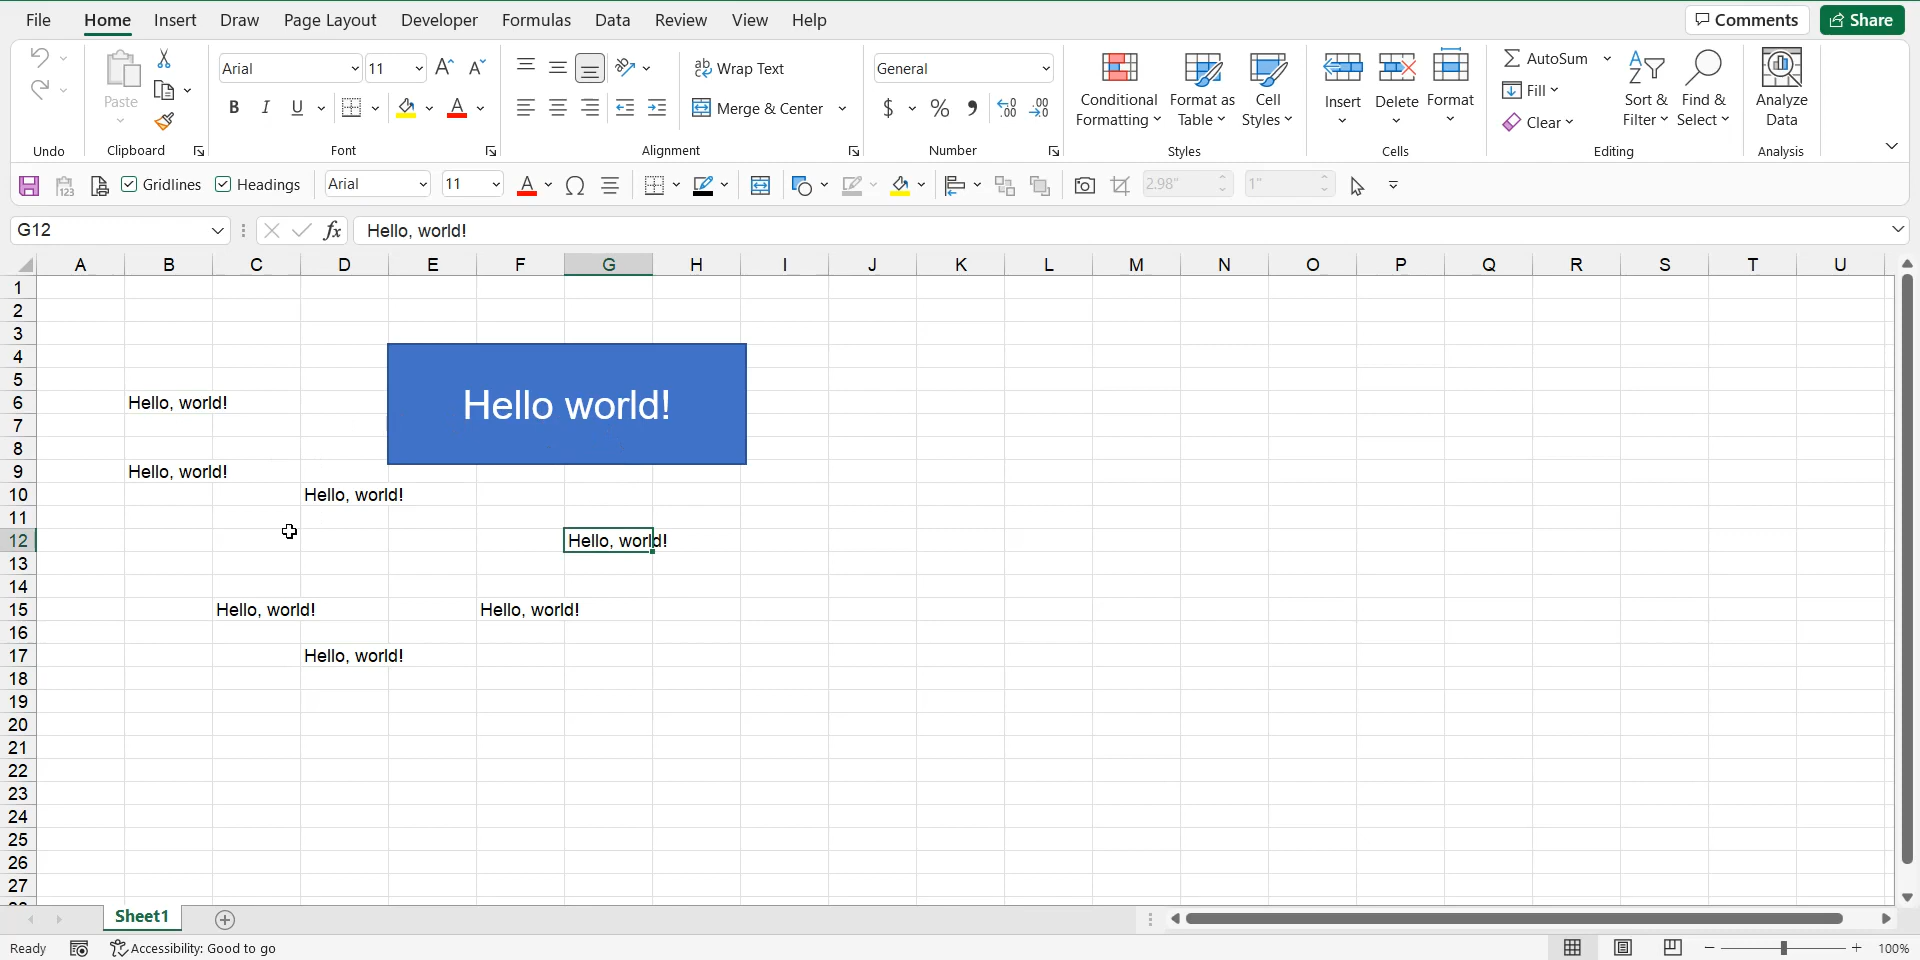 File Home Insert Draw Page Layout Developer Formulas Data Review View Help Comments Share
Arial 11 Wrap Text General AutoSum
Paste B I U Merge & Center $ % Conditional Formatting Format as Table Cell Styles Insert Delete Format Fill Sort & Filter Find & Select Analyze Data
Clear
Undo Clipboard Font Alignment Number Styles Cells Editing Analysis
Gridlines Headings Arial 11 2.98" 1"
G12 fx Hello, world!
A B C D E F G H I J K L M N O P Q R S T U
1
2
3
4
5
Hello world!
6 Hello, world!
7
8
9 Hello, world!
10 Hello, world!
11
12 Hello, world!
13
14
15 Hello, world! Hello, world!
16
17 Hello, world!
18
19
20
21
22
23
24
25
26
27
Sheet1
Ready Accessibility: Good to go 100%